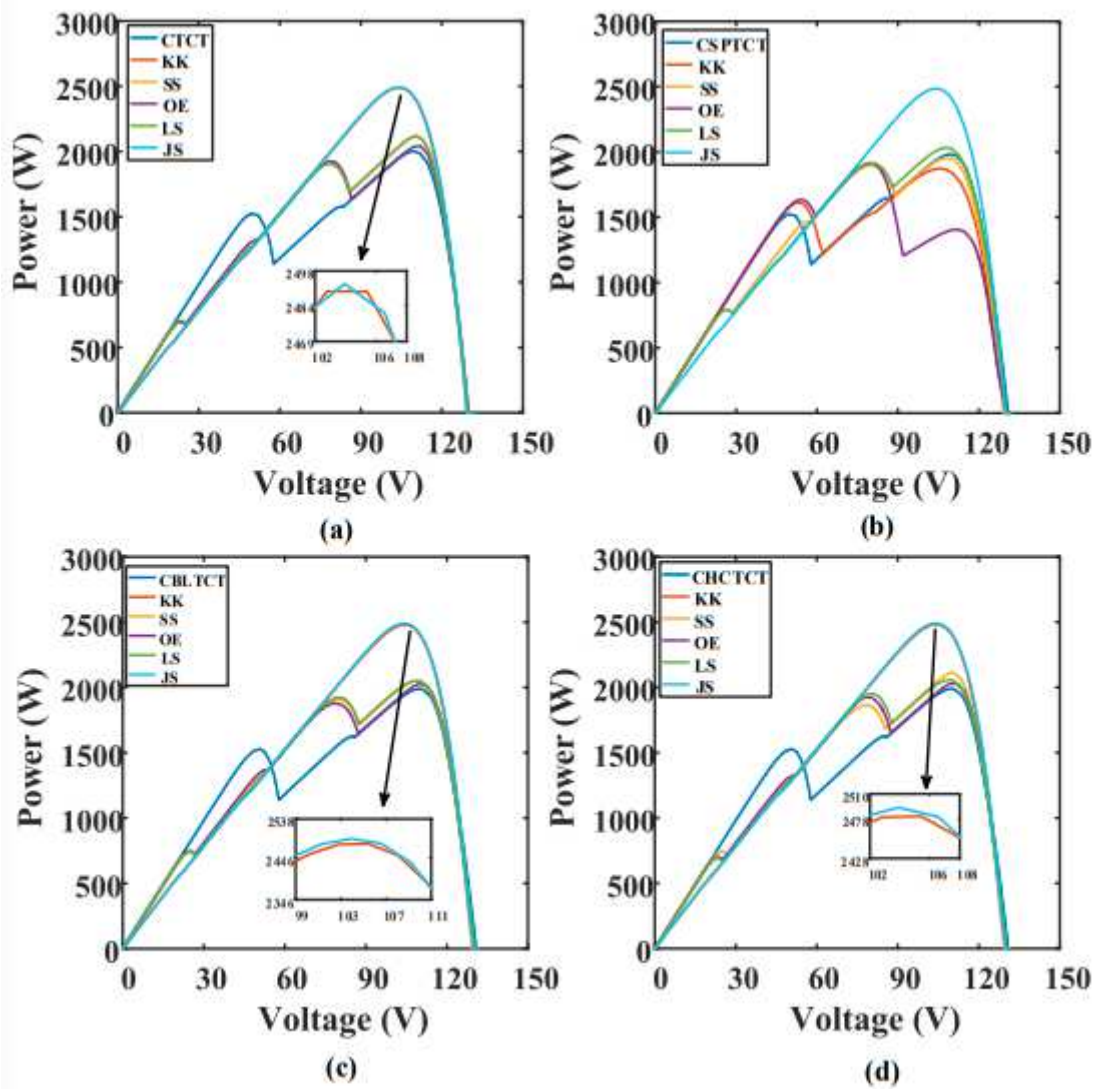 3000
2500
2000
1500
1000
500
0
Power (W)
CTCT
KK
SS
OE
LS
JS
2498
2484
2469
102
106
108
0
30
60
90
120
150
Voltage (V)
(a)
3000
2500
2000
1500
1000
500
0
Power (W)
CSPTCT
KK
SS
OE
LS
JS
0
30
60
90
120
150
Voltage (V)
(b)
3000
2500
2000
1500
1000
500
0
Power (W)
CBLTCT
KK
SS
OE
LS
JS
2538
2446
2346
99
103
107
111
0
30
60
90
120
150
Voltage (V)
(c)
3000
2500
2000
1500
1000
500
0
Power (W)
CHCTCT
KK
SS
OE
LS
JS
2510
2478
2428
102
106
108
0
30
60
90
120
150
Voltage (V)
(d)